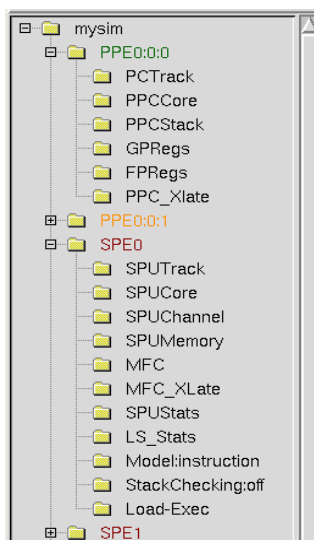 mysim
PPE0:0:0
PCTrack
PPCCore
PPCStack
GPRegs
FPRegs
PPC_Xlate
PPE0:0:1
SPE0
SPUTrack
SPUCore
SPUChannel
SPUMemory
MFC
MFC_XLate
SPUStats
LS_Stats
Model:instruction
StackChecking:off
Load-Exec
SPE1